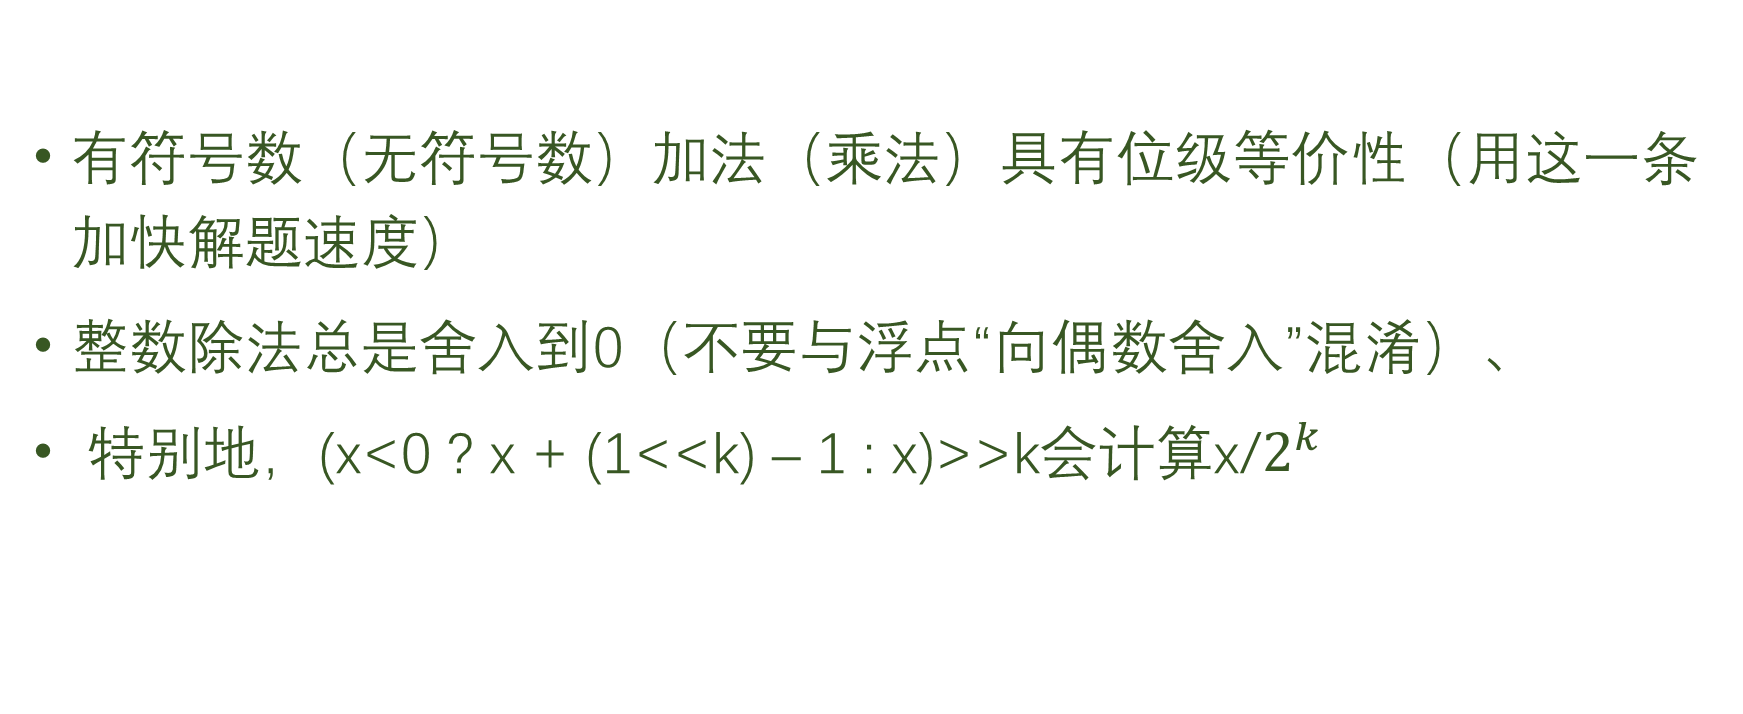 • 有符号数（无符号数）加法（乘法）具有位级等价性（用这一条
加快解题速度）
• 整数除法总是舍入到0（不要与浮点“向偶数舍入”混淆）、
• 特别地，(x<0 ? x + (1<<k) – 1 : x)>>k会计算x/2^k